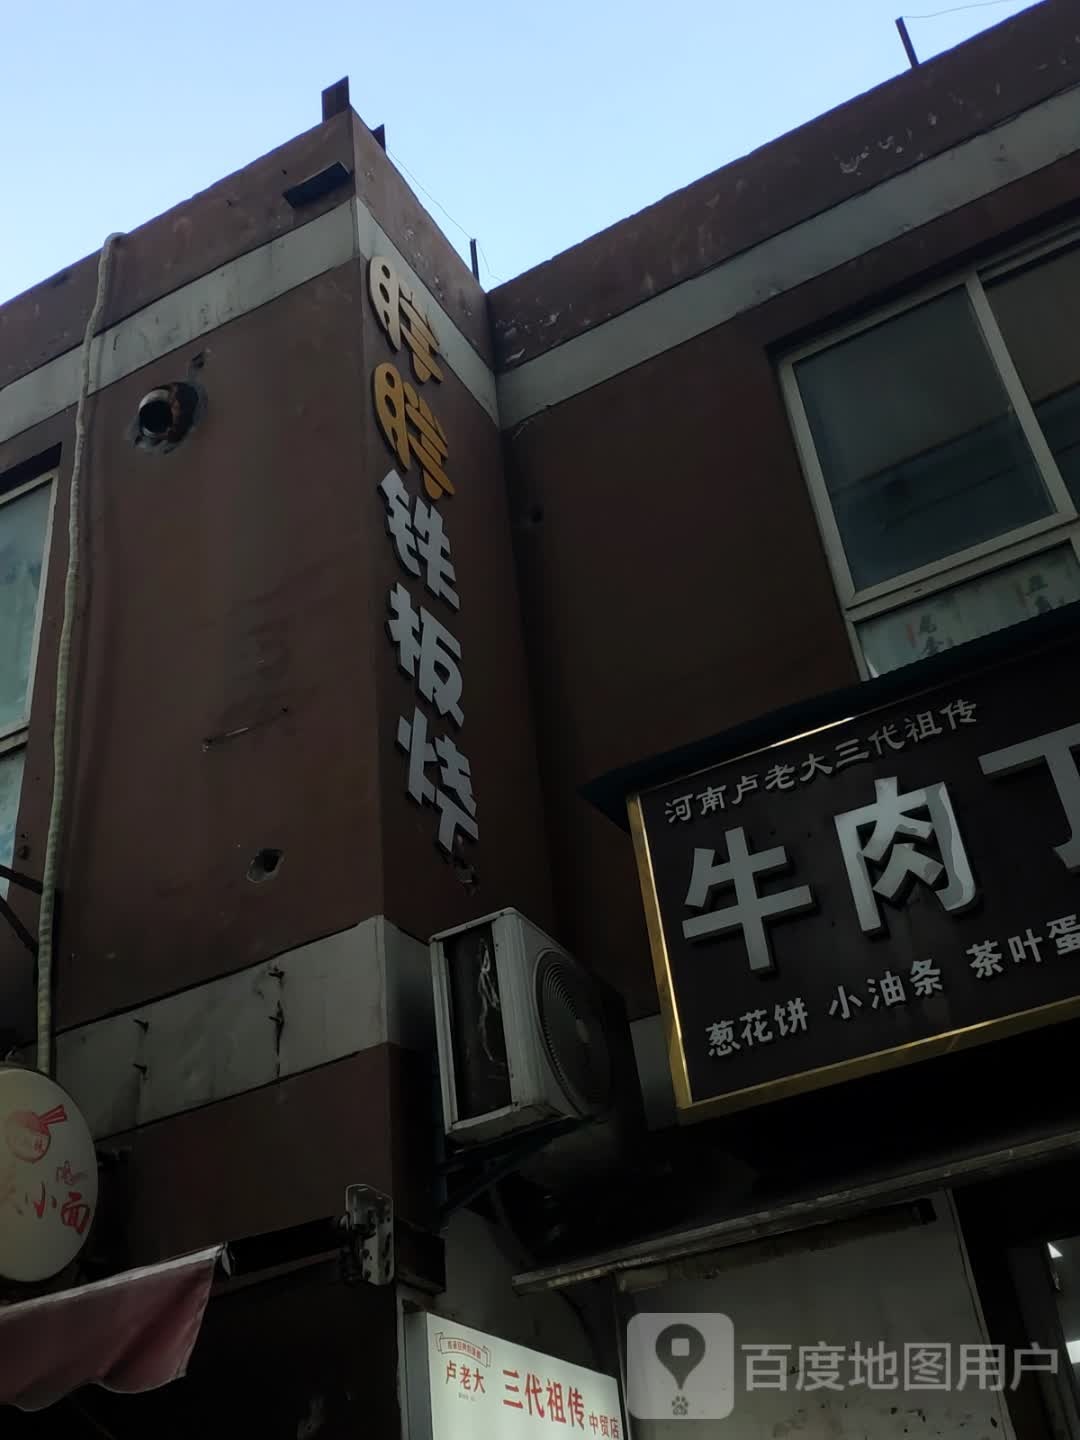 胖胖铁板烧
河南卢老大三代祖传
牛肉丁
葱花饼 小油条 茶叶蛋
小面
卢老大
三代祖传 中贸店
百度地图用户